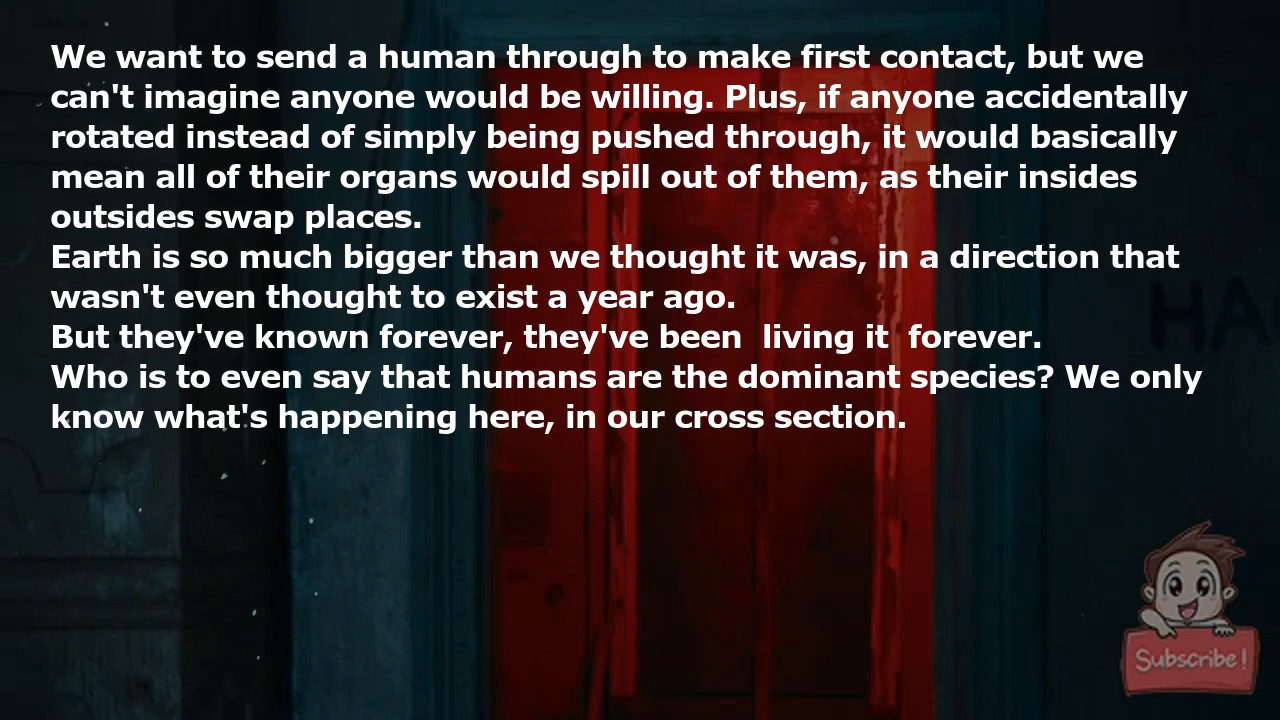 We want to send a human through to make first contact, but we
can't imagine anyone would be willing. Plus, if anyone accidentally
rotated instead of simply being pushed through, it would basically
mean all of their organs would spill out of them, as their insides
outsides swap places.
Earth is so much bigger than we thought it was, in a direction that
wasn't even thought to exist a year ago.
But they've known forever, they've been  living it  forever.
Who is to even say that humans are the dominant species? We only
know what's happening here, in our cross section.
HA
Subscribe!